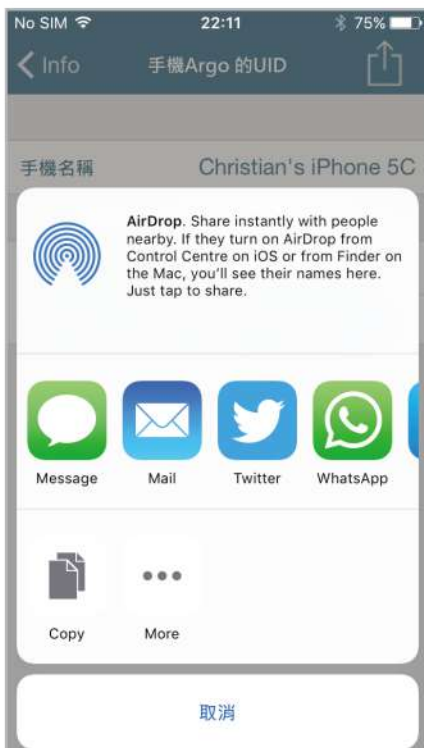 No SIM 22:11 75%
Info 手機Argo 的UID
手機名稱 Christian's iPhone 5C
AirDrop. Share instantly with people
nearby. If they turn on AirDrop from
Control Centre on iOS or from Finder on
the Mac, you'll see their names here.
Just tap to share.
Message Mail Twitter WhatsApp
Copy More
取消